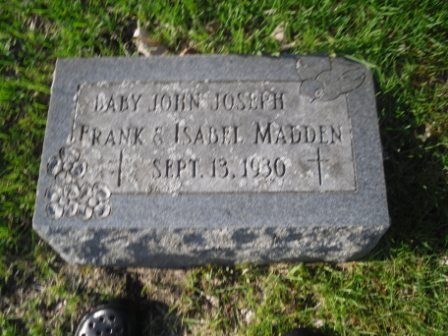 BABY JOHN JOSEPH
FRANK & ISABEL MADDEN
SEPT. 13, 1930